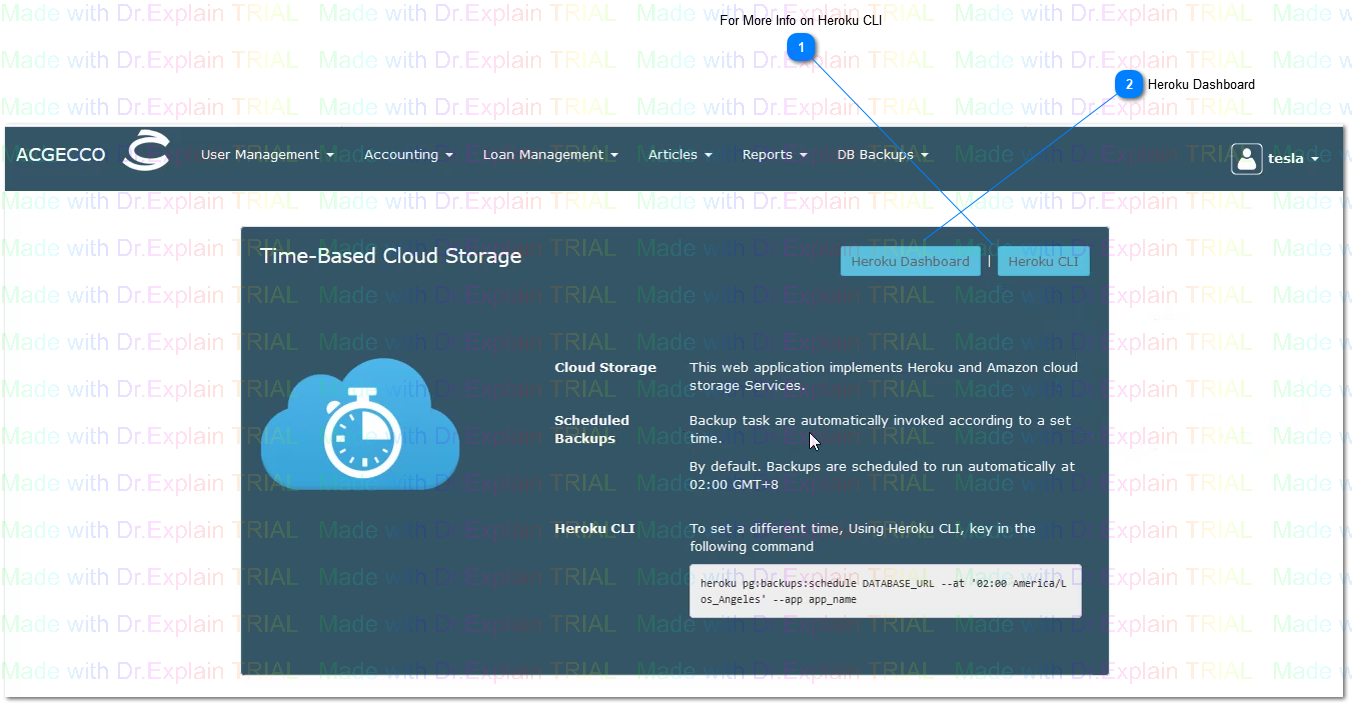 For More Info on Heroku CLI
1
2 Heroku Dashboard
ACGECCO User Management Accounting Loan Management Articles Reports DB Backups tesla
Time-Based Cloud Storage Heroku Dashboard | Heroku CLI
Cloud Storage This web application implements Heroku and Amazon cloud
storage Services.
Scheduled Backup task are automatically invoked according to a set
Backups time.
By default. Backups are scheduled to run automatically at
02:00 GMT+8
Heroku CLI To set a different time, Using Heroku CLI, key in the
following command
heroku pg:backups:schedule DATABASE_URL --at '02:00 America/L
os_Angeles' --app app_name
Made with Dr.Explain TRIAL